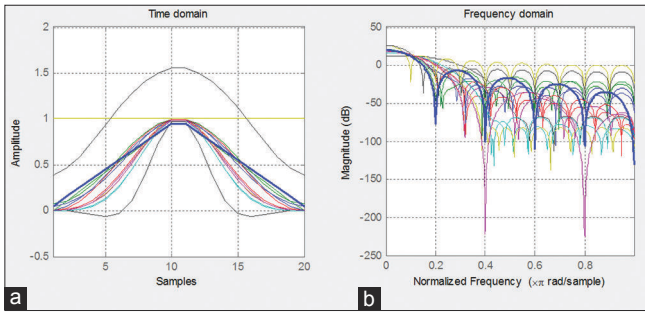 Time domain
2
1.5
1
0.5
0
-0.5
5
10
15
20
Amplitude
Samples
a
Frequency domain
50
0
-50
-100
-150
-200
-250
0
0.2
0.4
0.6
0.8
Magnitude (dB)
Normalized Frequency (×π rad/sample)
b